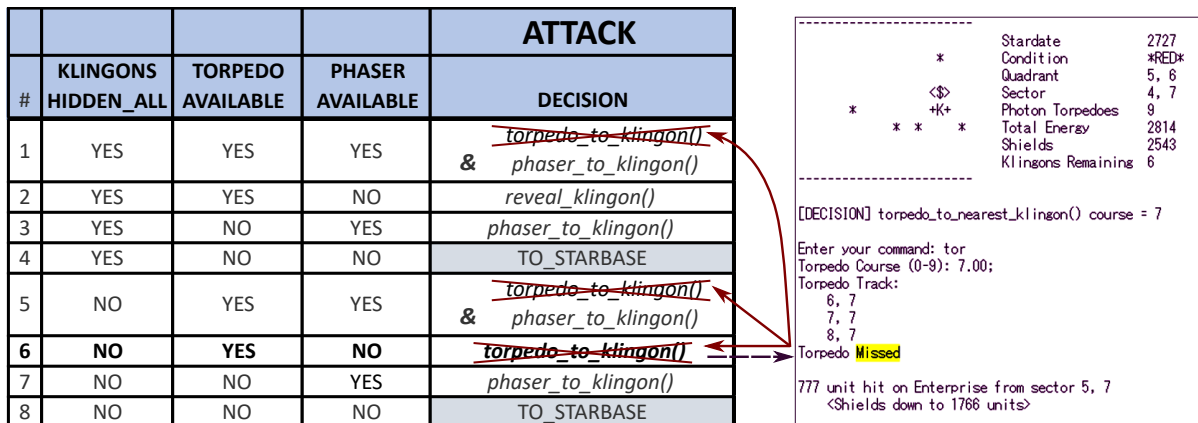 ATTACK
# KLINGONS HIDDEN_ALL TORPEDO AVAILABLE PHASER AVAILABLE DECISION
1 YES YES YES torpedo_to_klingon()
& phaser_to_klingon()
2 YES YES NO reveal_klingon()
3 YES NO YES phaser_to_klingon()
4 YES NO NO TO_STARBASE
5 NO YES YES torpedo_to_klingon()
& phaser_to_klingon()
6 NO YES NO torpedo_to_klingon()
7 NO NO YES phaser_to_klingon()
8 NO NO NO TO_STARBASE
--------------------------
Stardate 2727
* Condition *RED*
Quadrant 5, 6
<$> Sector 4, 7
* +K+ Photon Torpedoes 9
* * * Total Energy 2814
Shields 2543
Klingons Remaining 6
--------------------------
[DECISION] torpedo_to_nearest_klingon() course = 7
Enter your command: tor
Torpedo Course (0-9): 7.00;
Torpedo Track:
6, 7
7, 7
8, 7
Torpedo Missed
777 unit hit on Enterprise from sector 5, 7
<Shields down to 1766 units>